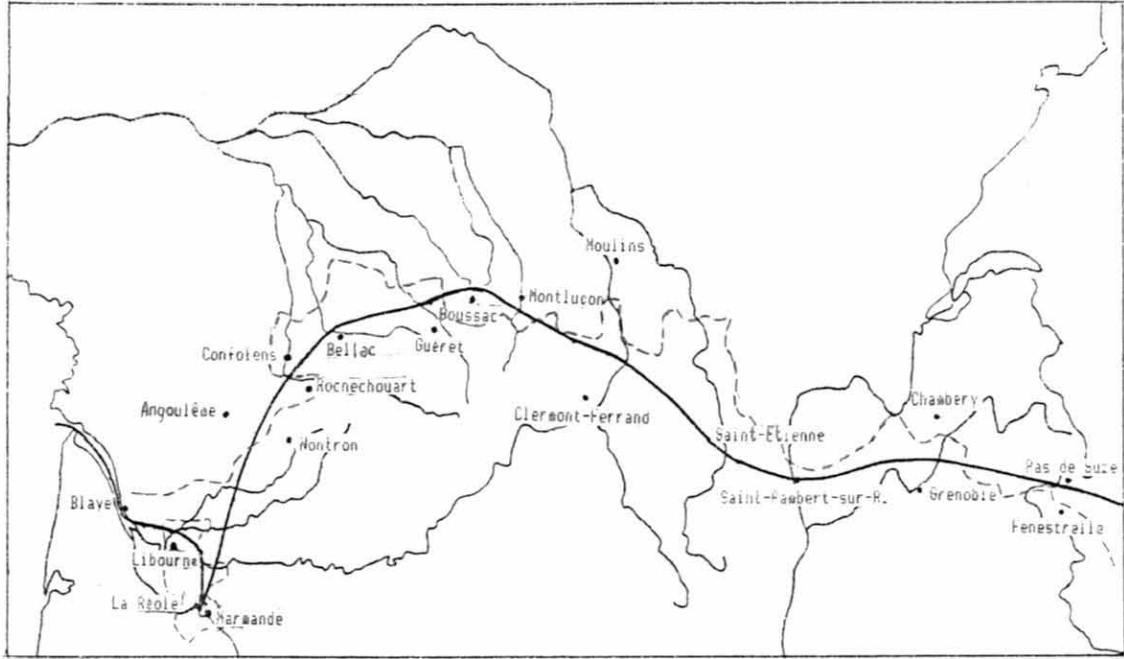 Moulins
Montluçon
Boussac
Guéret
Bellac
Confolens
Rochechouart
Angoulême
Nontron
Clermont-Ferrand
Chambery
Saint-Etienne
Saint-Rambert-sur-R.
Grenoble
Pas de Suze
Fenestrelle
Blaye
Libourne
La Réole
Marmande